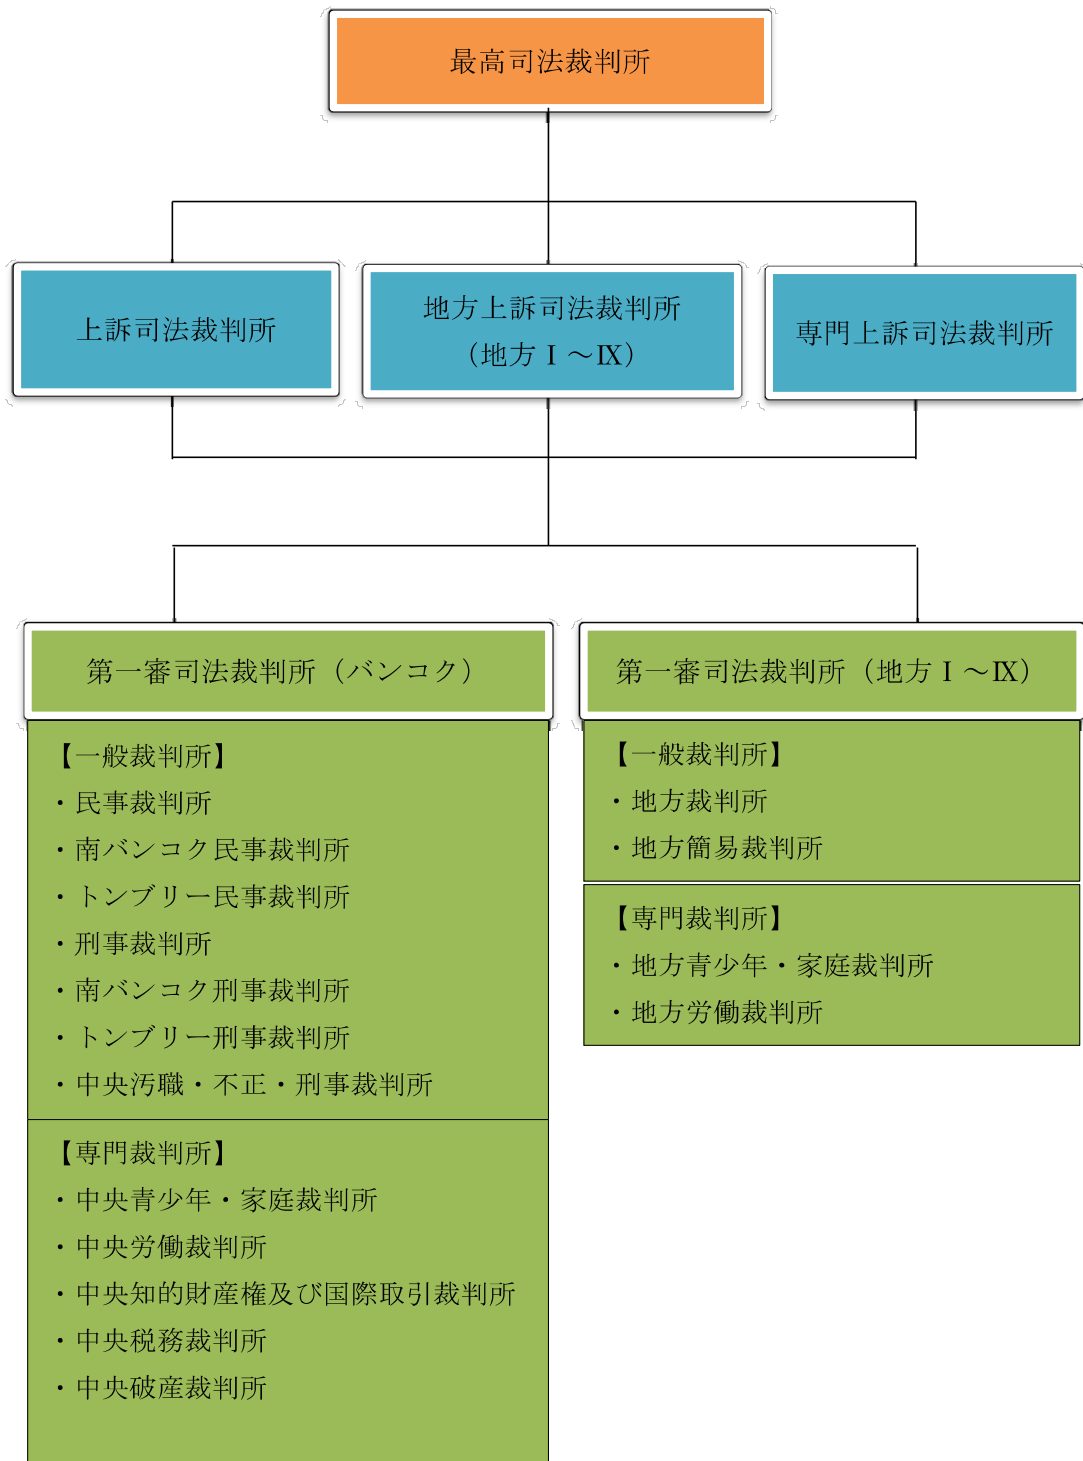 最高司法裁判所
上訴司法裁判所
地方上訴司法裁判所
（地方Ⅰ～Ⅸ）
専門上訴司法裁判所
第一審司法裁判所（バンコク）
【一般裁判所】
・民事裁判所
・南バンコク民事裁判所
・トンブリー民事裁判所
・刑事裁判所
・南バンコク刑事裁判所
・トンブリー刑事裁判所
・中央汚職・不正・刑事裁判所
【専門裁判所】
・中央青少年・家庭裁判所
・中央労働裁判所
・中央知的財産権及び国際取引裁判所
・中央税務裁判所
・中央破産裁判所
第一審司法裁判所（地方Ⅰ～Ⅸ）
【一般裁判所】
・地方裁判所
・地方簡易裁判所
【専門裁判所】
・地方青少年・家庭裁判所
・地方労働裁判所